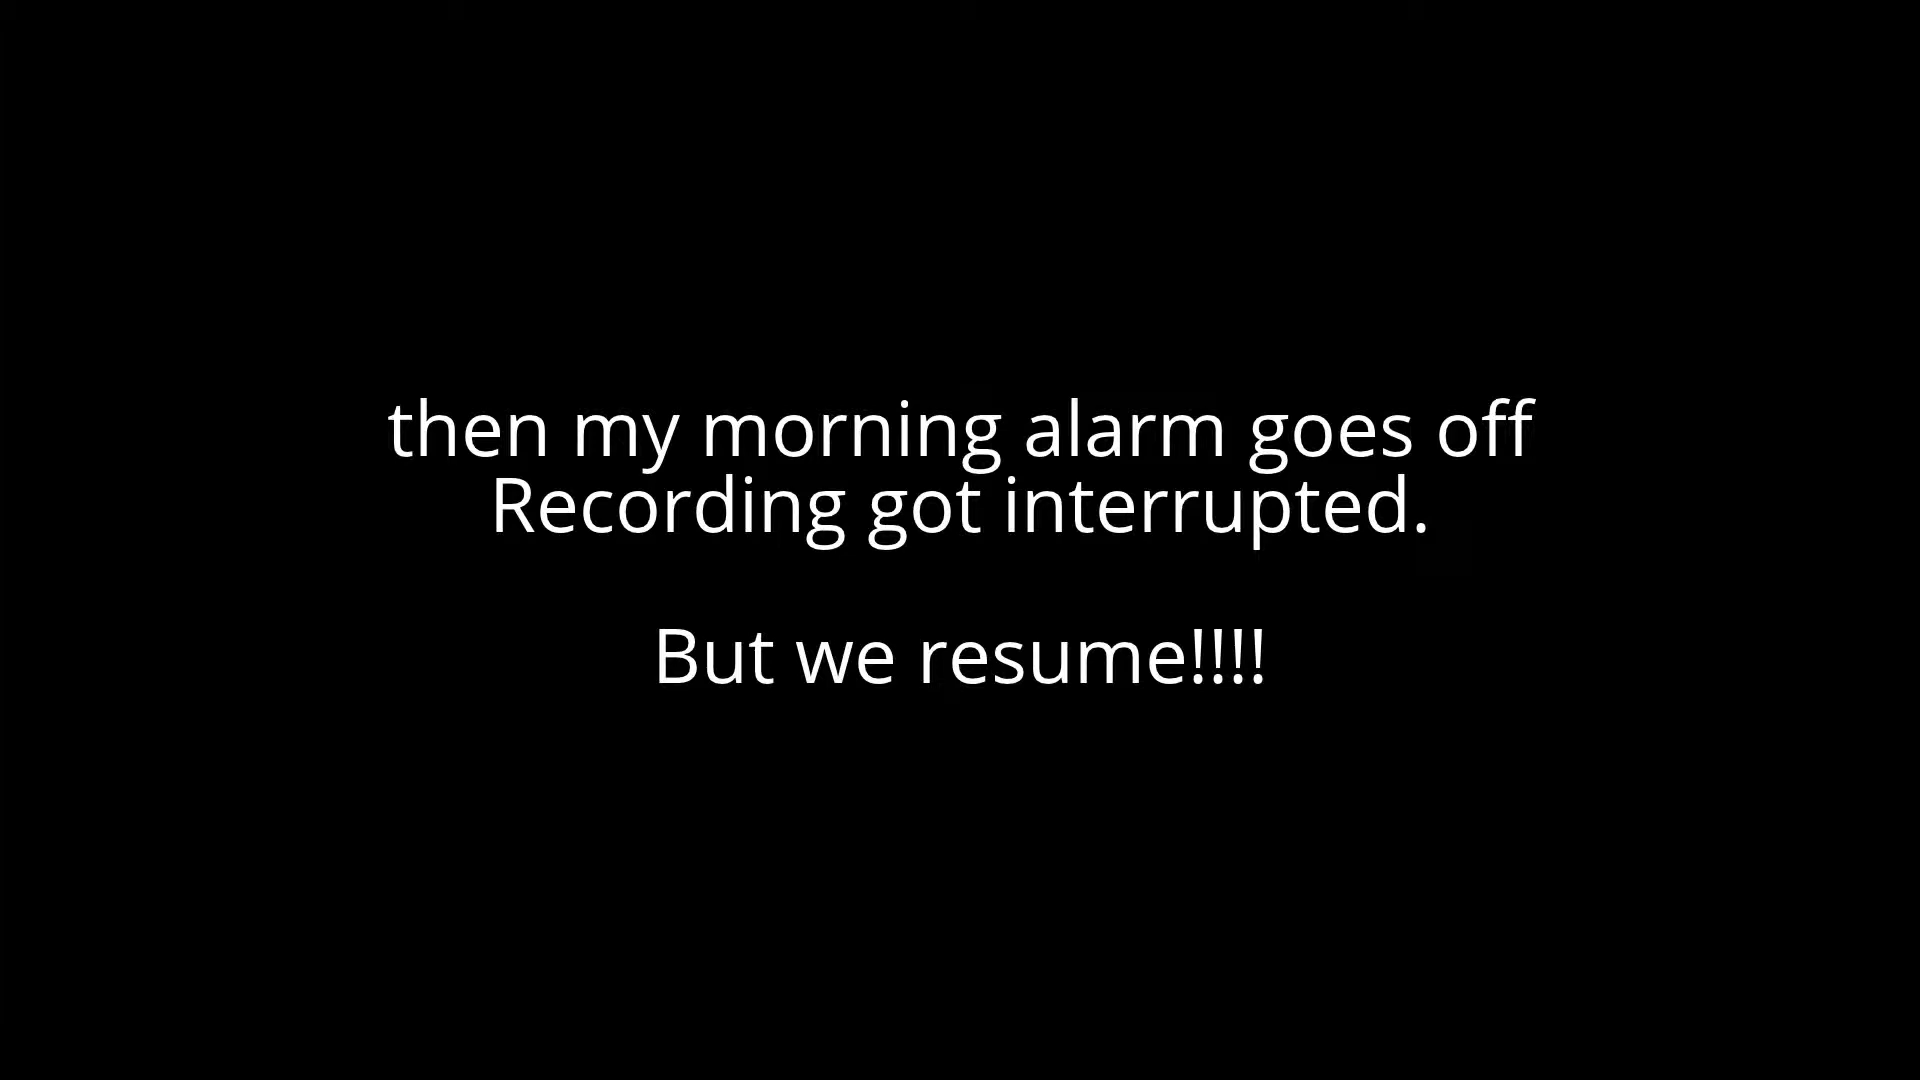 then my morning alarm goes off
Recording got interrupted.
But we resume!!!!